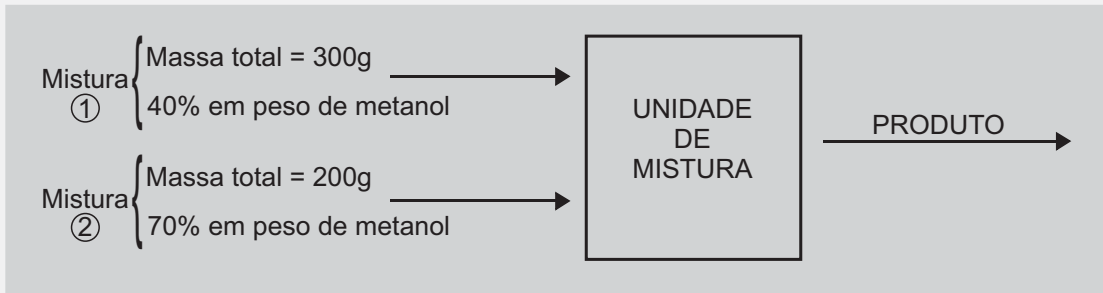 Mistura
①
Massa total = 300g
40% em peso de metanol
Mistura
②
Massa total = 200g
70% em peso de metanol
UNIDADE
DE
MISTURA
PRODUTO